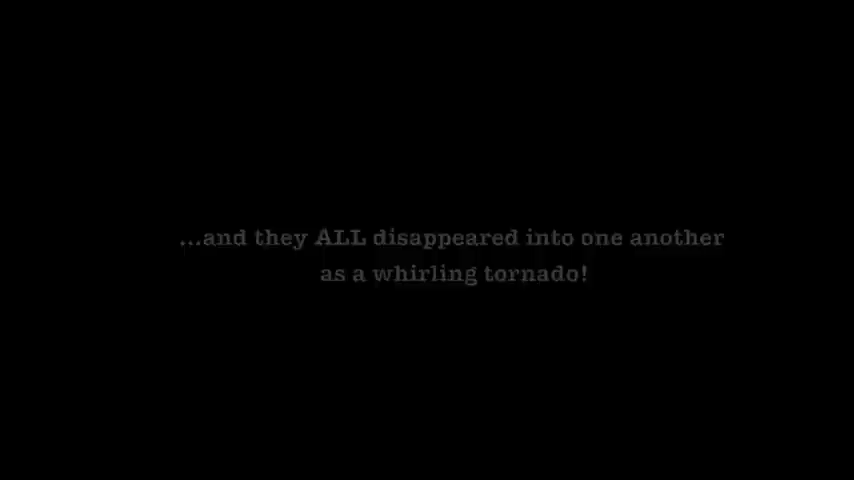 ...and they ALL disappeared into one another
as a whirling tornado!